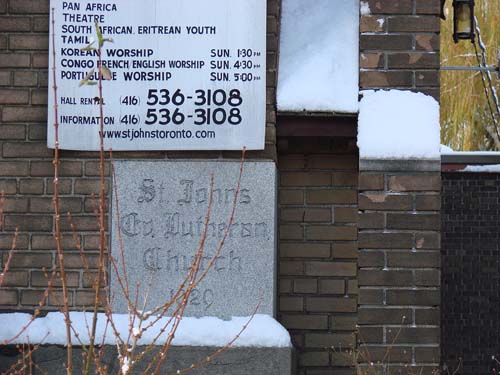 PAN AFRICA
THEATRE
SOUTH AFRICAN, ERITREAN YOUTH
TAMIL
KOREAN WORSHIP SUN. 1:30 PM
CONGO FRENCH ENGLISH WORSHIP SUN. 4:30 PM
PORTUGUESE WORSHIP SUN. 5:00 PM
HALL RENTAL (416) 536-3108
INFORMATION (416) 536-3108
www.stjohnstoronto.com
St. Johns
Ev. Lutheran
Church